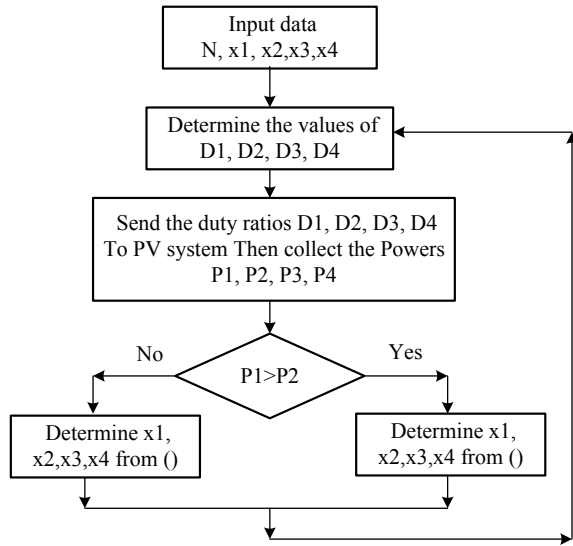 Input data
N, x1, x2,x3,x4
Determine the values of
D1, D2, D3, D4
Send the duty ratios D1, D2, D3, D4
To PV system Then collect the Powers
P1, P2, P3, P4
No
Yes
P1>P2
Determine x1,
x2,x3,x4 from ()
Determine x1,
x2,x3,x4 from ()